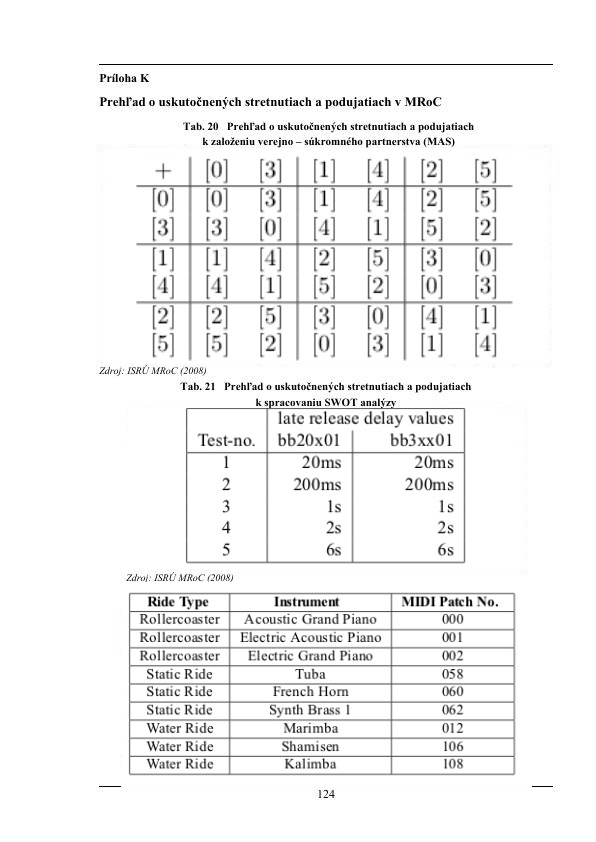 Príloha K
Prehľad o uskutočnených stretnutiach a podujatiach v MRoC
Tab. 20 Prehľad o uskutočnených stretnutiach a podujatiach
k založeniu verejno – súkromného partnerstva (MAS)
+ [0] [3] [1] [4] [2] [5]
[0] [0] [3] [1] [4] [2] [5]
[3] [3] [0] [4] [1] [5] [2]
[1] [1] [4] [2] [5] [3] [0]
[4] [4] [1] [5] [2] [0] [3]
[2] [2] [5] [3] [0] [4] [1]
[5] [5] [2] [0] [3] [1] [4]
Zdroj: ISRÚ MRoC (2008)
Tab. 21 Prehľad o uskutočnených stretnutiach a podujatiach
k spracovaniu SWOT analýzy
late release delay values
Test-no. bb20x01 bb3xx01
1 20ms 20ms
2 200ms 200ms
3 1s 1s
4 2s 2s
5 6s 6s
Zdroj: ISRÚ MRoC (2008)
Ride Type Instrument MIDI Patch No.
Rollercoaster Acoustic Grand Piano 000
Rollercoaster Electric Acoustic Piano 001
Rollercoaster Electric Grand Piano 002
Static Ride Tuba 058
Static Ride French Horn 060
Static Ride Synth Brass 1 062
Water Ride Marimba 012
Water Ride Shamisen 106
Water Ride Kalimba 108
124